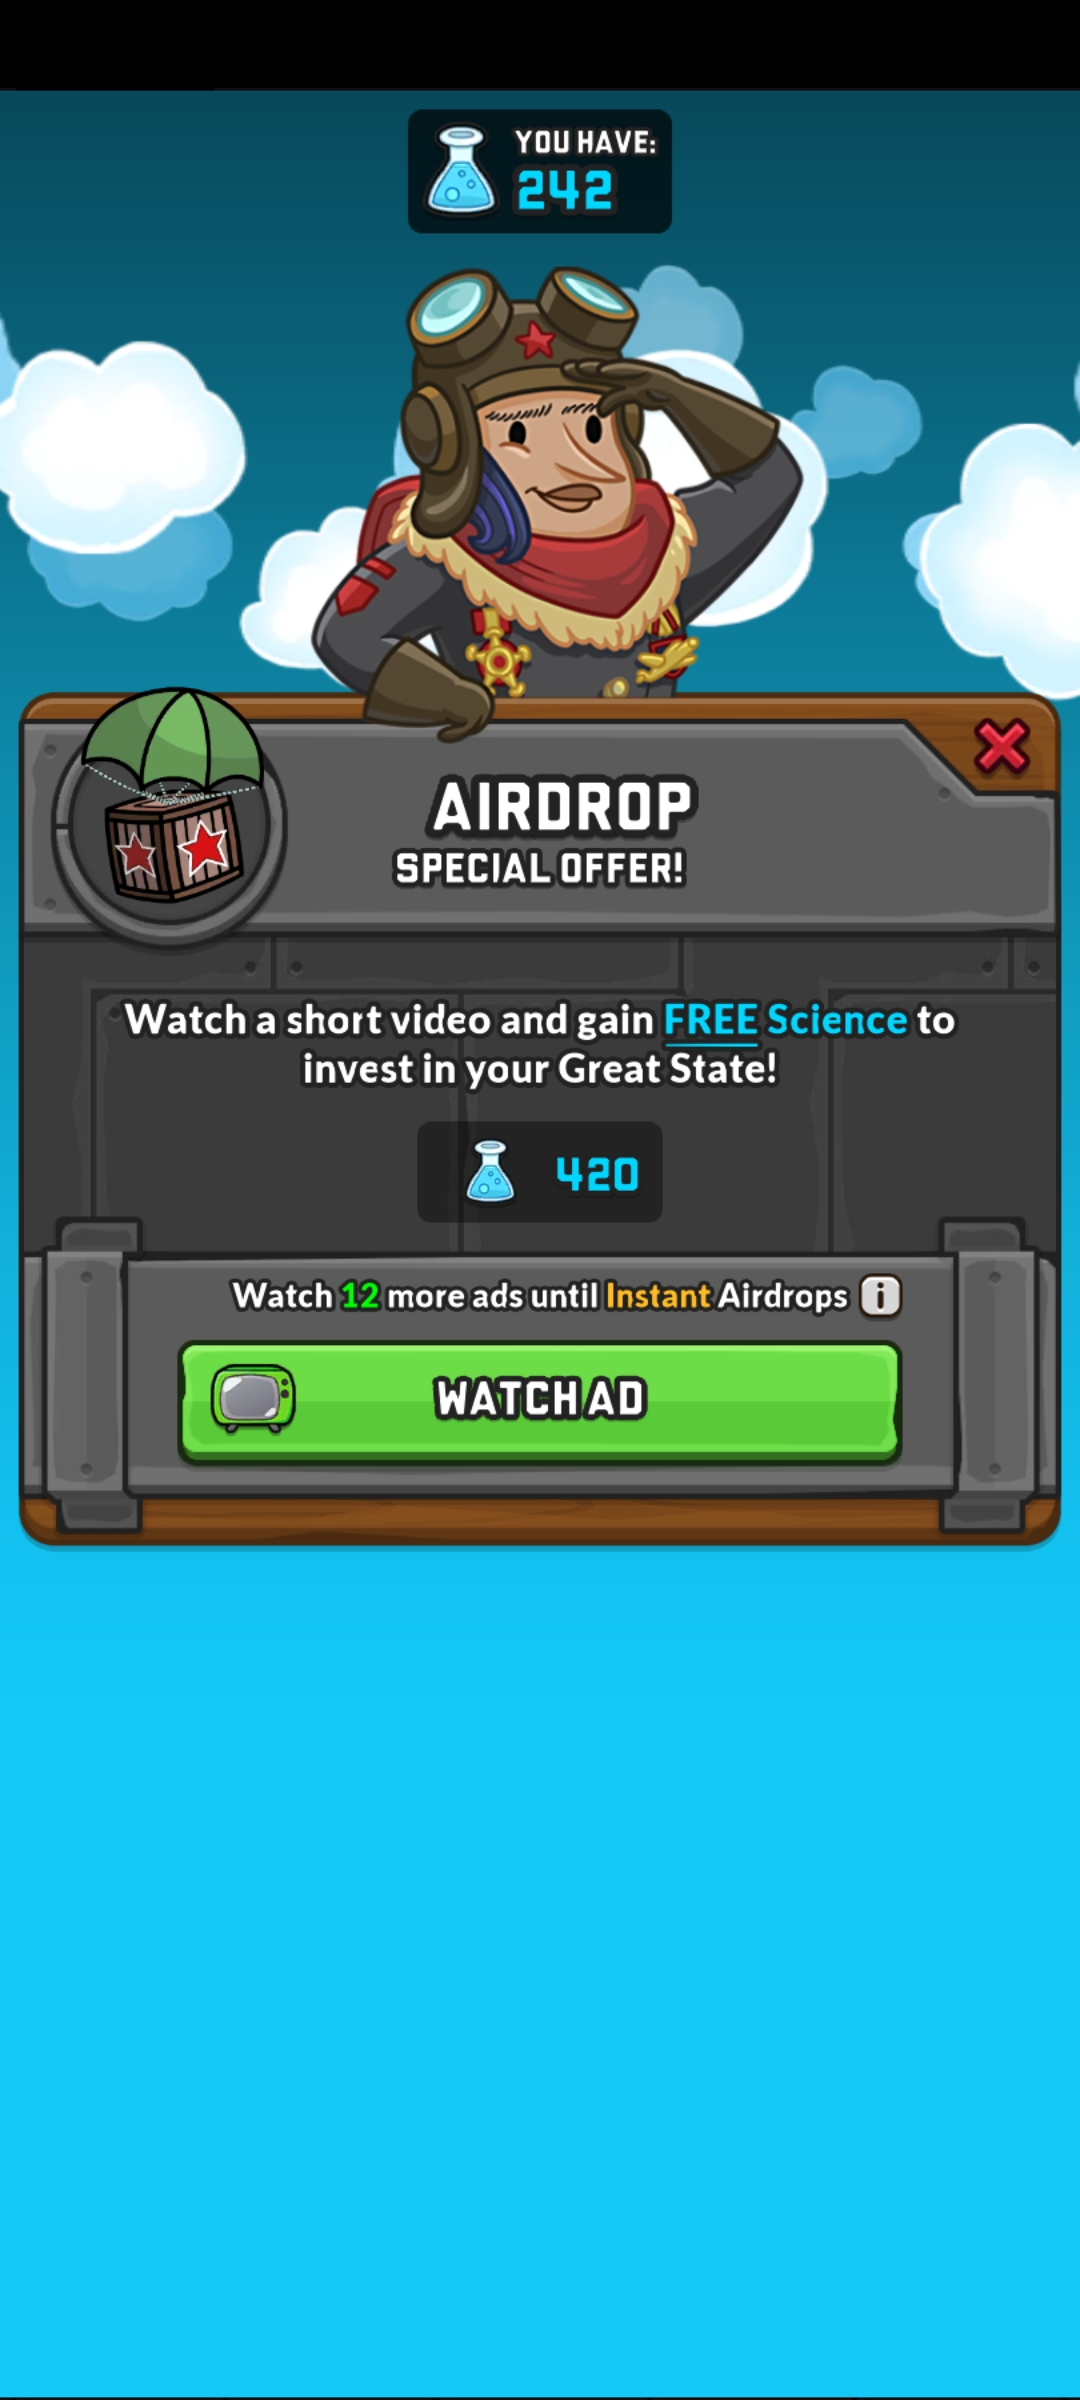 YOU HAVE:
242
AIRDROP
SPECIAL OFFER!
Watch a short video and gain FREE Science to
invest in your Great State!
420
Watch 12 more ads until Instant Airdrops i
WATCH AD